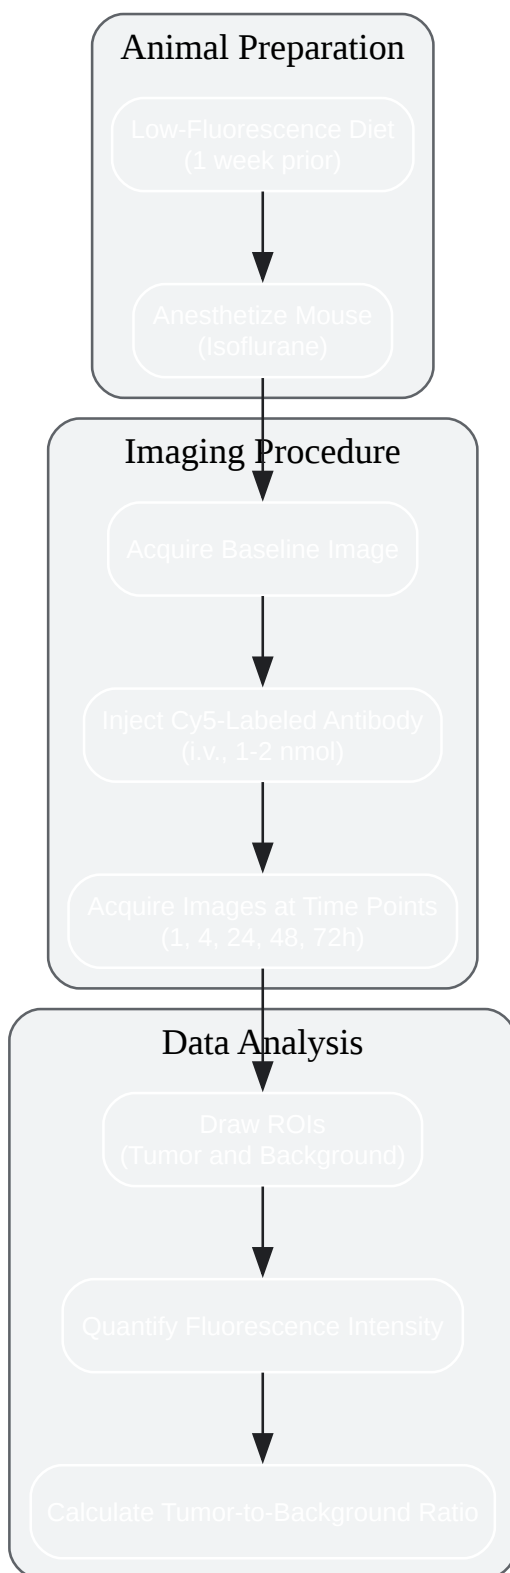 Animal Preparation
Low-Fluorescence Diet
(1 week prior)
Anesthetize Mouse
(Isoflurane)
Imaging Procedure
Acquire Baseline Image
Inject Cy5-Labeled Antibody
(i.v., 1-2 nmol)
Acquire Images at Time Points
(1, 4, 24, 48, 72h)
Data Analysis
Draw ROIs
(Tumor and Background)
Quantify Fluorescence Intensity
Calculate Tumor-to-Background Ratio